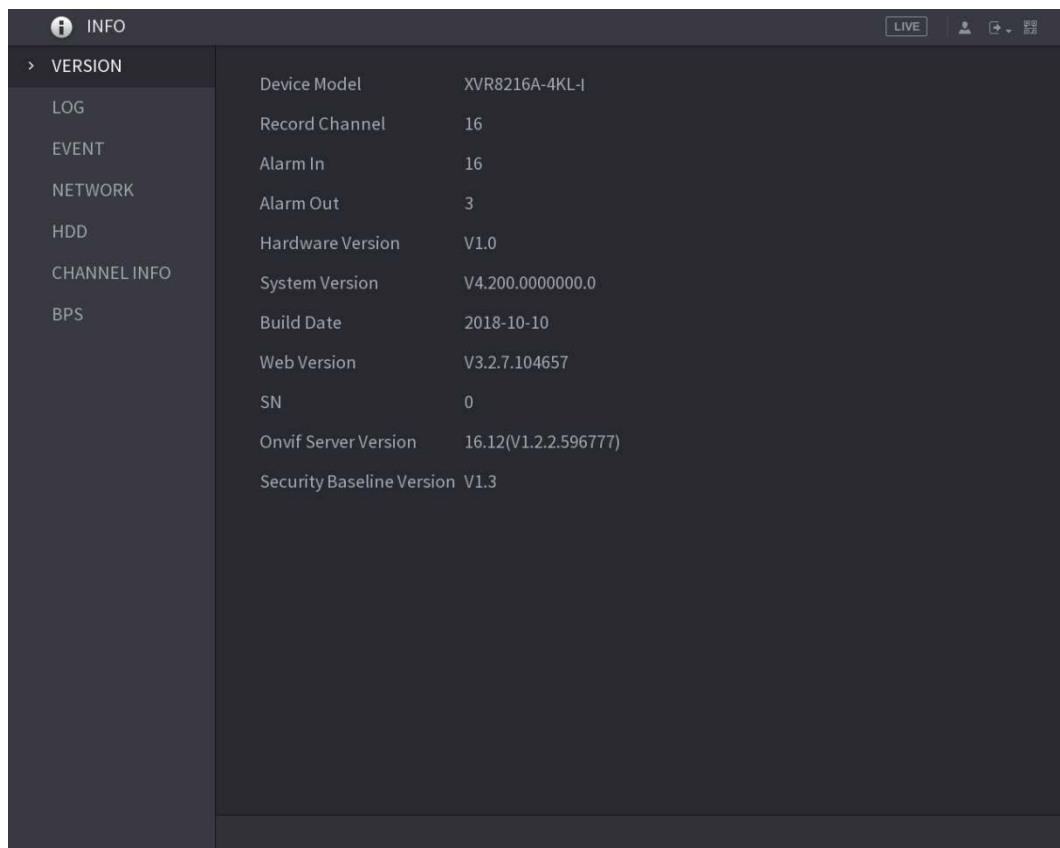 INFO
LIVE
VERSION
LOG
EVENT
NETWORK
HDD
CHANNEL INFO
BPS
Device Model XVR8216A-4KL-I
Record Channel 16
Alarm In 16
Alarm Out 3
Hardware Version V1.0
System Version V4.200.0000000.0
Build Date 2018-10-10
Web Version V3.2.7.104657
SN 0
Onvif Server Version 16.12(V1.2.2.596777)
Security Baseline Version V1.3